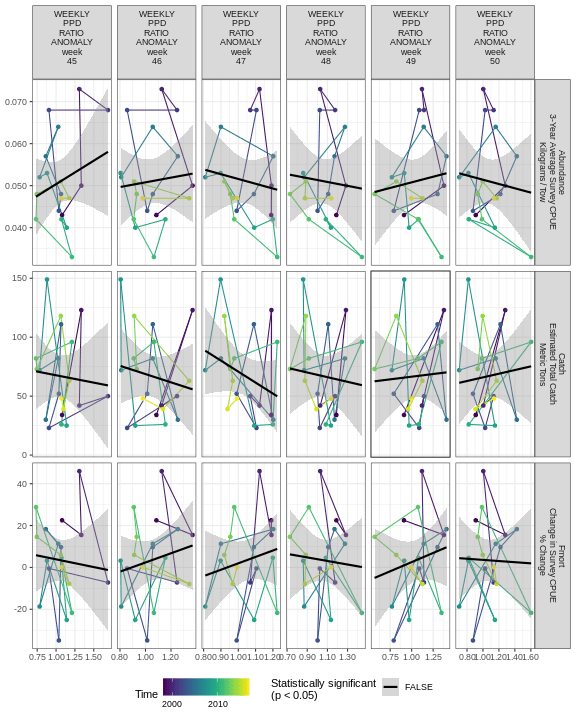 WEEKLY
PPD
RATIO
ANOMALY
week
45
WEEKLY
PPD
RATIO
ANOMALY
week
46
WEEKLY
PPD
RATIO
ANOMALY
week
47
WEEKLY
PPD
RATIO
ANOMALY
week
48
WEEKLY
PPD
RATIO
ANOMALY
week
49
WEEKLY
PPD
RATIO
ANOMALY
week
50
0.070
0.060
0.050
0.040
Abundance
3-Year Average Survey CPUE
Kilograms / Tow
150
100
50
0
Catch
Estimated Total Catch
Metric Tons
40
20
0
-20
Fmort
Change in Survey CPUE
% Change
0.75 1.00 1.25 1.50
0.80 1.00 1.20
0.80 0.90 1.00 1.10 1.20
0.70 0.90 1.10 1.30
0.75 1.00 1.25
0.80 1.00 1.20 1.40 1.60
Time
2000 2010
Statistically significant
(p < 0.05)
FALSE